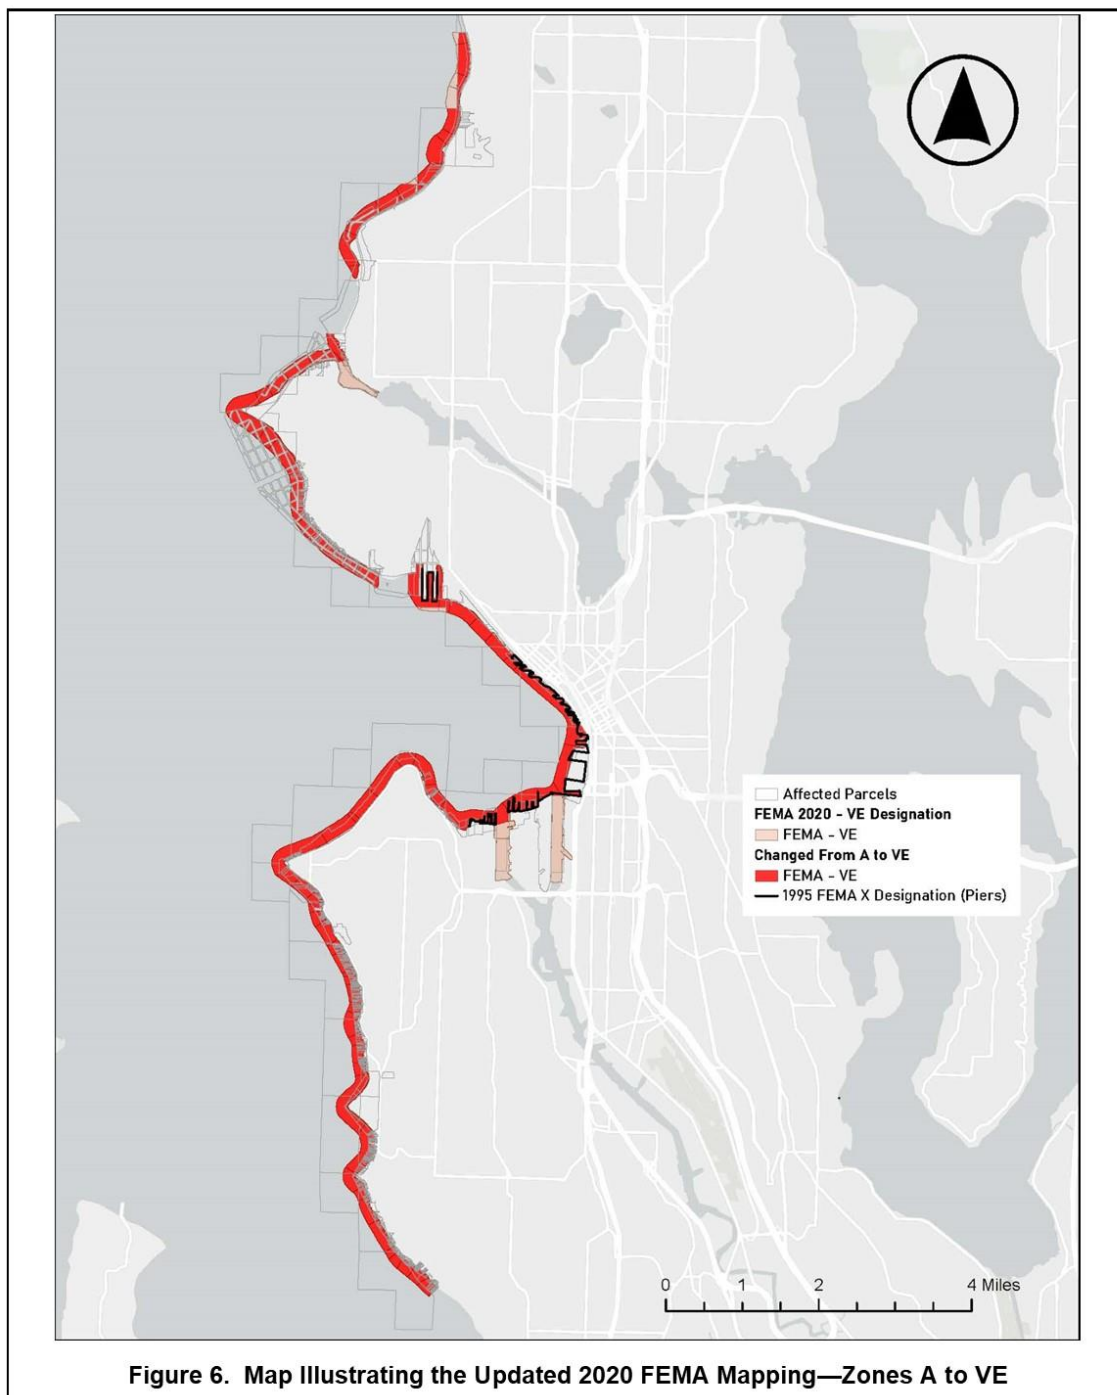 Affected Parcels
FEMA 2020 - VE Designation
FEMA - VE
Changed From A to VE
FEMA - VE
1995 FEMA X Designation (Piers)
0 1 2 4 Miles
Figure 6. Map Illustrating the Updated 2020 FEMA Mapping—Zones A to VE